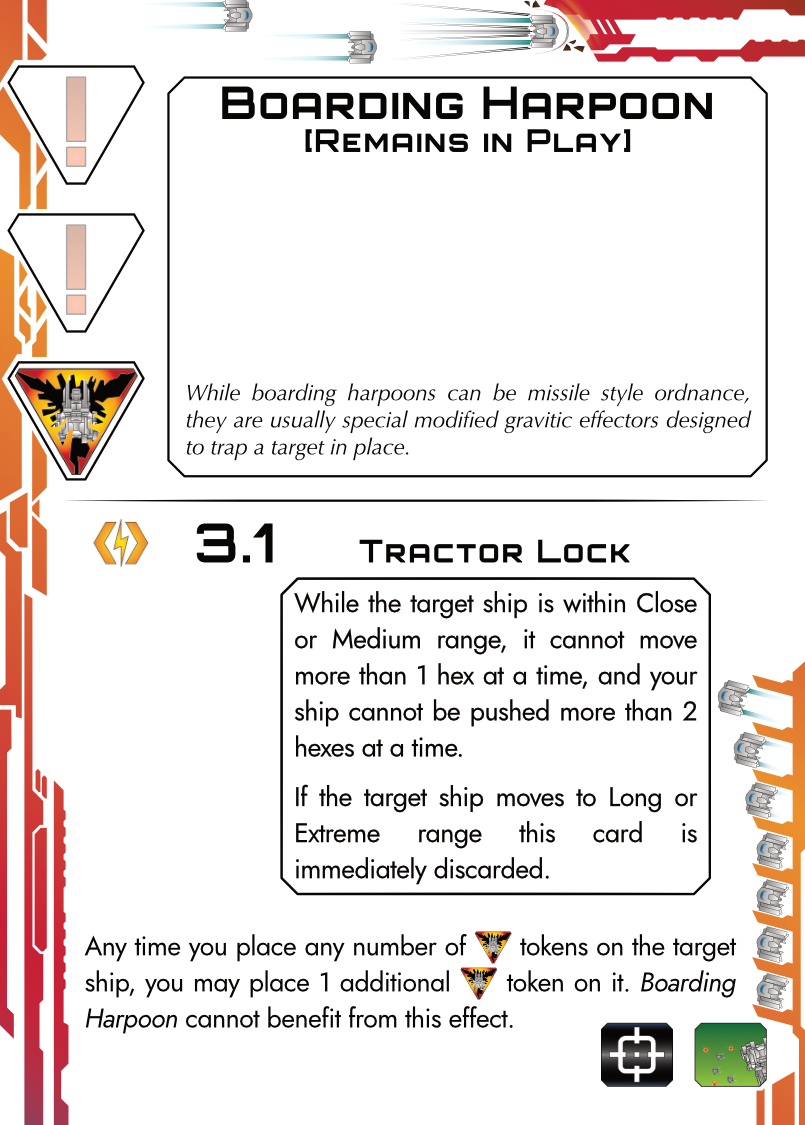 Boarding Harpoon
[Remains in Play]
While boarding harpoons can be missile style ordnance,
they are usually special modified gravitic effectors designed
to trap a target in place.
3.1 Tractor Lock
While the target ship is within Close
or Medium range, it cannot move
more than 1 hex at a time, and your
ship cannot be pushed more than 2
hexes at a time.
If the target ship moves to Long or
Extreme range this card is
immediately discarded.
Any time you place any number of tokens on the target
ship, you may place 1 additional token on it. Boarding
Harpoon cannot benefit from this effect.